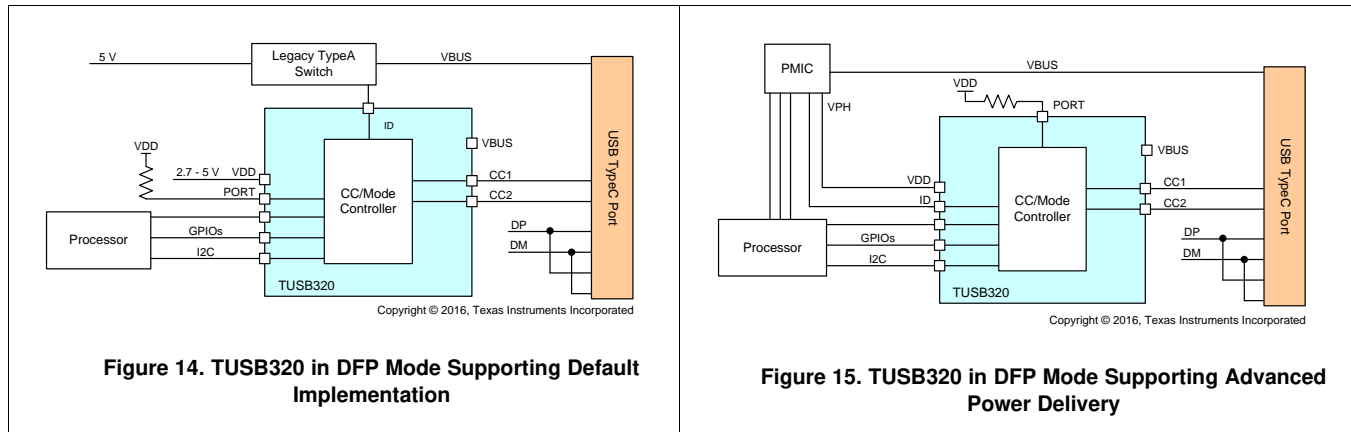 5 V
Legacy TypeA
Switch
VBUS
ID
VBUS
VDD
2.7 - 5 V VDD
PORT
CC/Mode
Controller
CC1
CC2
USB TypeC Port
Processor
GPIOs
I2C
DP
DM
TUSB320
Copyright © 2016, Texas Instruments Incorporated
Figure 14. TUSB320 in DFP Mode Supporting Default
Implementation
PMIC
VBUS
VDD
VPH
PORT
VBUS
VDD
ID
CC/Mode
Controller
CC1
CC2
USB TypeC Port
Processor
GPIOs
I2C
DP
DM
TUSB320
Copyright © 2016, Texas Instruments Incorporated
Figure 15. TUSB320 in DFP Mode Supporting Advanced
Power Delivery